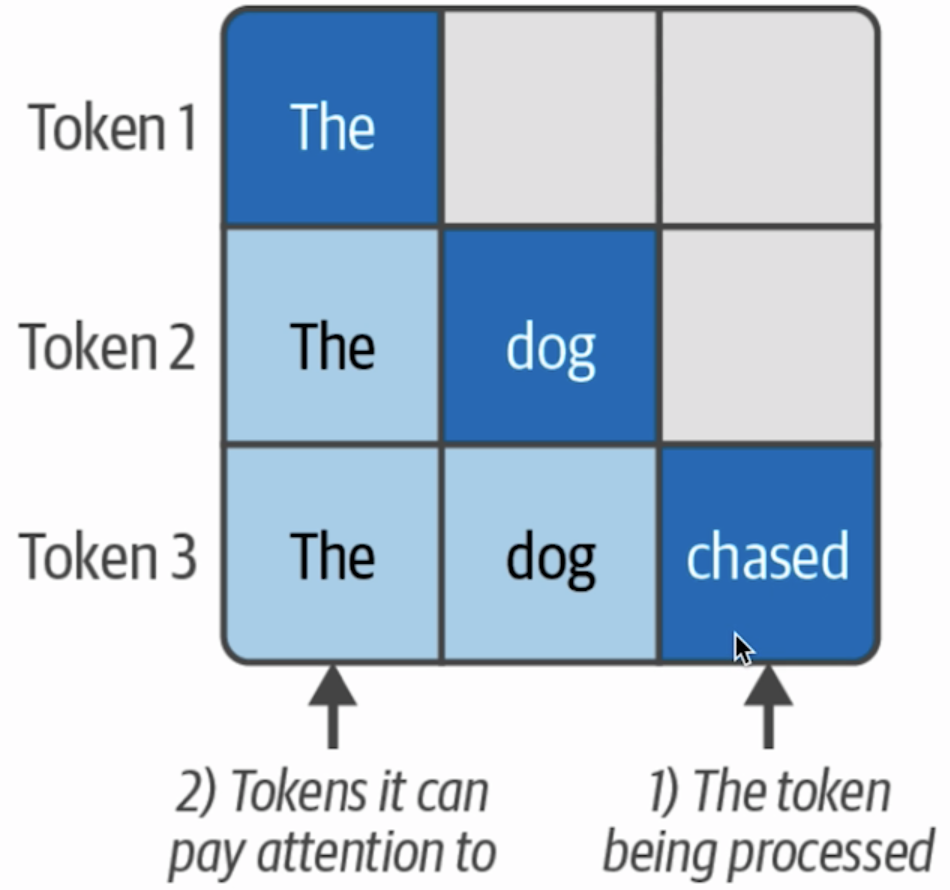 Token 1 The
Token 2 The dog
Token 3 The dog chased
2) Tokens it can 1) The token
pay attention to being processed